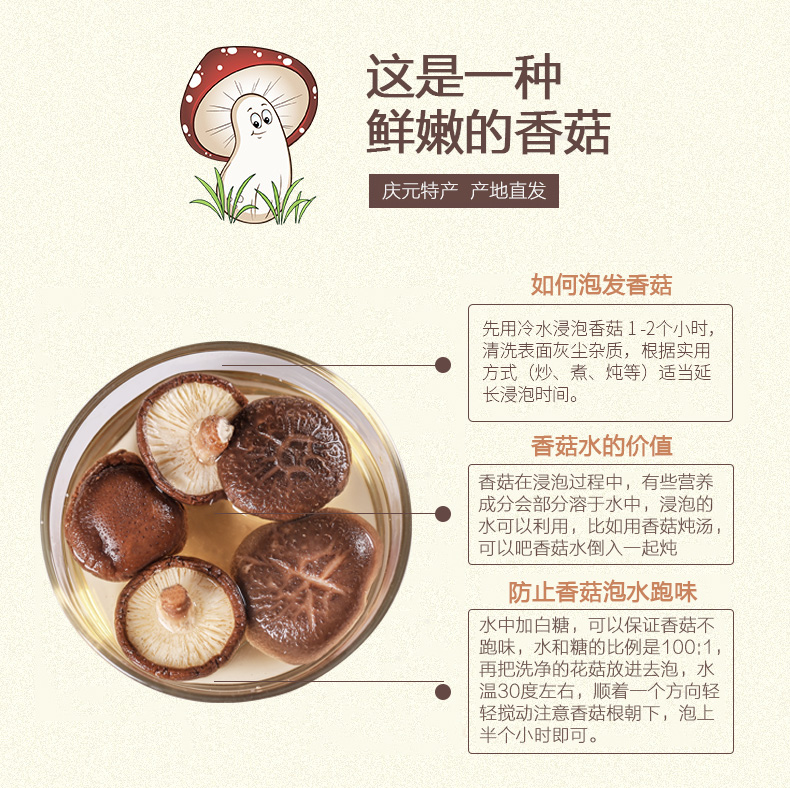 这是一种
鲜嫩的香菇
庆元特产 产地直发
如何泡发香菇
先用冷水浸泡香菇1-2个小时，
清洗表面灰尘杂质，根据实用
方式（炒、煮、炖等）适当延
长浸泡时间。
香菇水的价值
香菇在浸泡过程中，有些营养
成分会部分溶于水中，浸泡的
水可以利用，比如用香菇炖汤，
可以吧香菇水倒入一起炖
防止香菇泡水跑味
水中加白糖，可以保证香菇不
跑味，水和糖的比例是100:1，
再把洗净的花菇放进去泡，水
温30度左右，顺着一个方向轻
轻搅动注意香菇根朝下，泡上
半个小时即可。